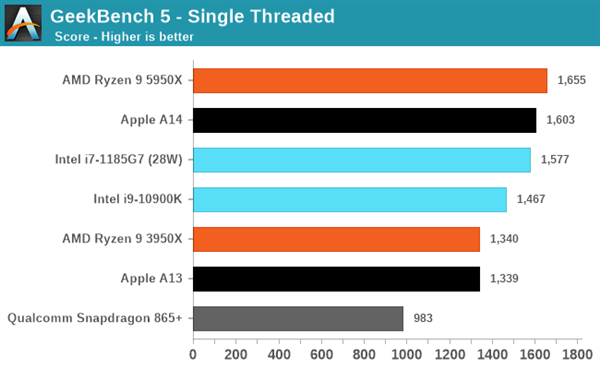 GeekBench 5 - Single Threaded
Score - Higher is better
AMD Ryzen 9 5950X 1,655
Apple A14 1,603
Intel i7-1185G7 (28W) 1,577
Intel i9-10900K 1,467
AMD Ryzen 9 3950X 1,340
Apple A13 1,339
Qualcomm Snapdragon 865+ 983
0 200 400 600 800 1000 1200 1400 1600 1800